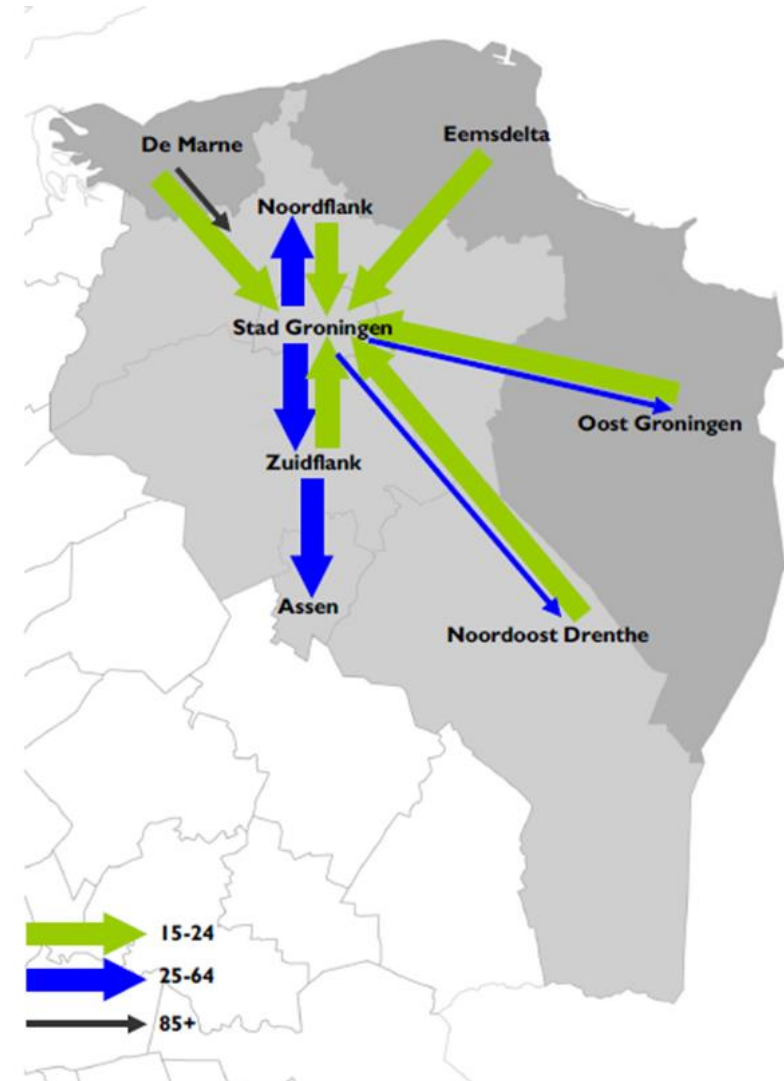 De Marne
Eemsdelta
Noordflank
Stad Groningen
Oost Groningen
Zuidflank
Assen
Noordoost Drenthe
15-24
25-64
85+